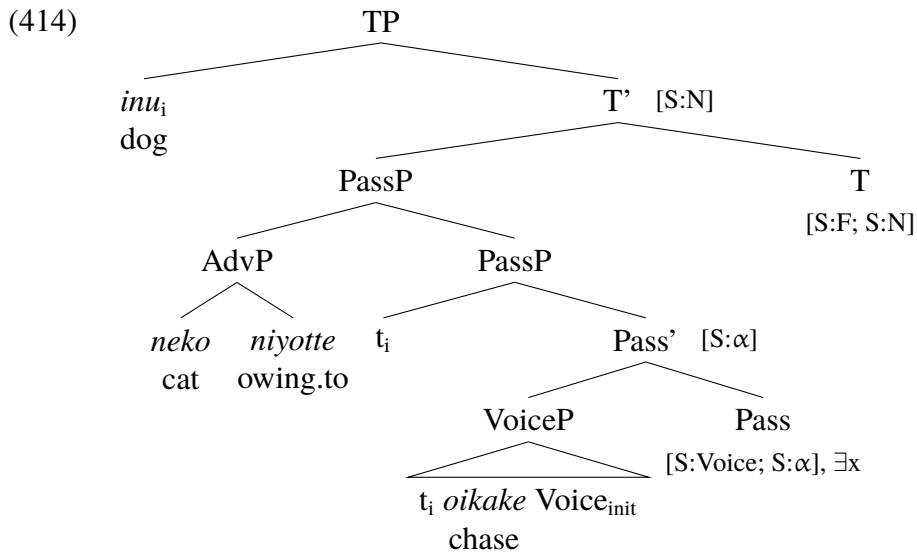 (414) TP
inu_i T' [S:N]
dog
PassP T
[S:F; S:N]
AdvP PassP
neko niyotte t_i Pass' [S:α]
cat owing.to
VoiceP Pass
[S:Voice; S:α], ∃x
t_i oikake Voice_init
chase